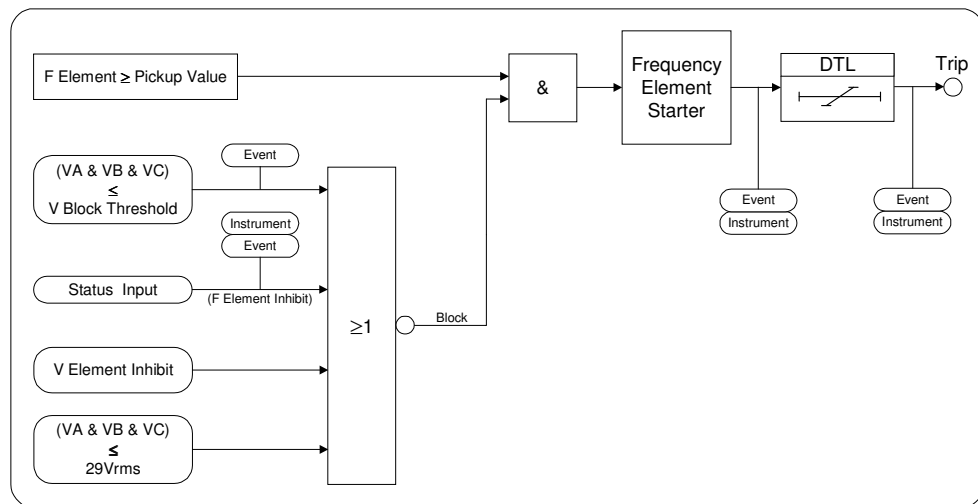 F Element ≥ Pickup Value
&
Frequency
Element
Starter
DTL
Trip
(VA & VB & VC)
≤
V Block Threshold
Event
Instrument
Event
Status Input
(F Element Inhibit)
≥1
Block
V Element Inhibit
(VA & VB & VC)
≤
29Vrms
Event
Instrument
Event
Instrument